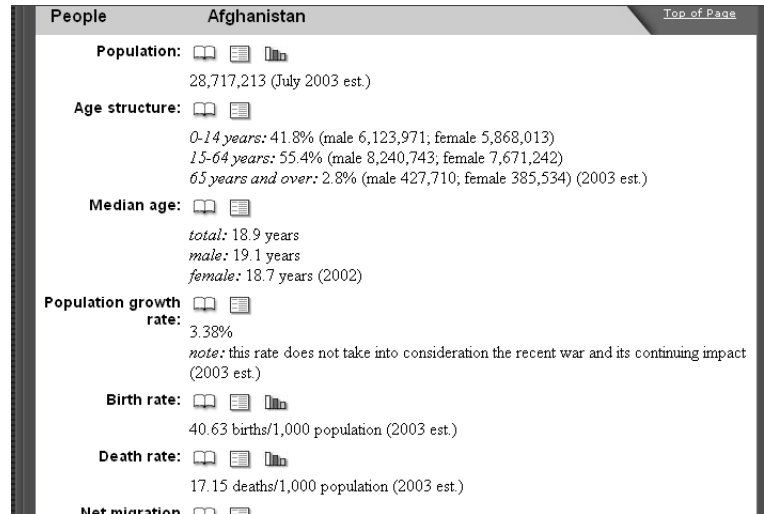 People Afghanistan Top of Page
Population:
28,717,213 (July 2003 est.)
Age structure:
0-14 years: 41.8% (male 6,123,971; female 5,868,013)
15-64 years: 55.4% (male 8,240,743; female 7,671,242)
65 years and over: 2.8% (male 427,710; female 385,534) (2003 est.)
Median age:
total: 18.9 years
male: 19.1 years
female: 18.7 years (2002)
Population growth
rate:
3.38%
note: this rate does not take into consideration the recent war and its continuing impact
(2003 est.)
Birth rate:
40.63 births/1,000 population (2003 est.)
Death rate:
17.15 deaths/1,000 population (2003 est.)
Net migration